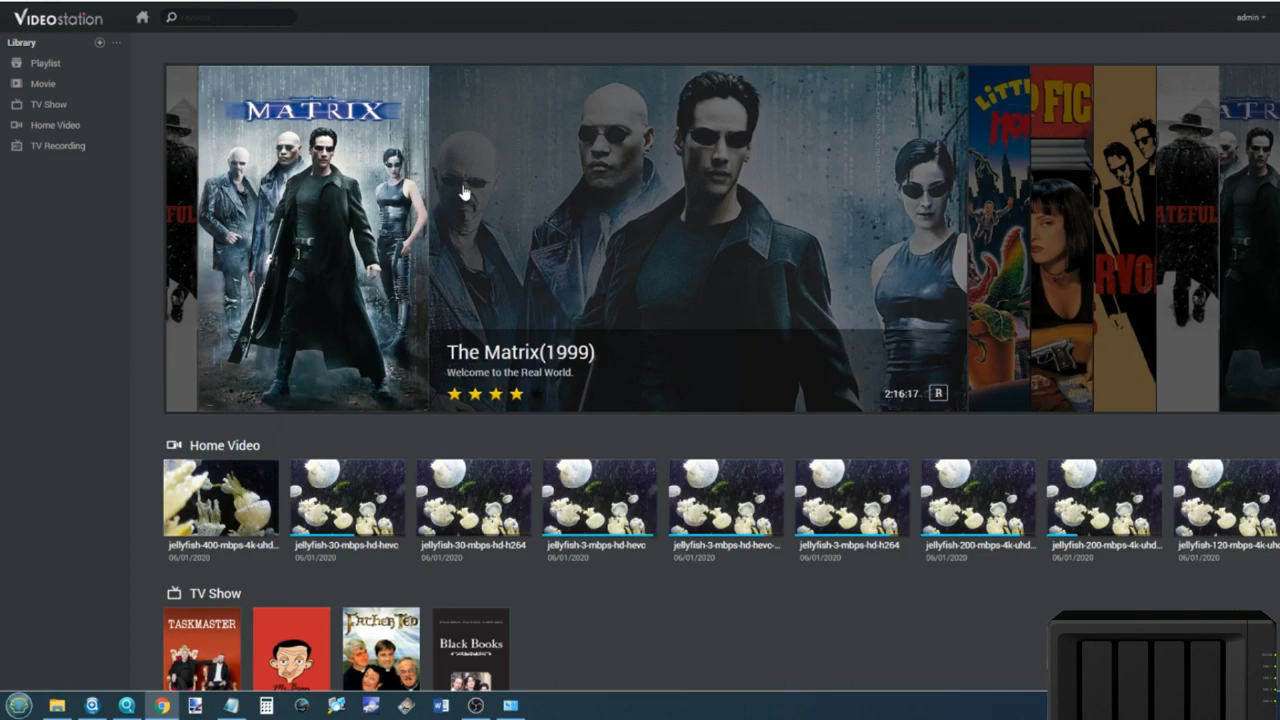 VIDEOstation
admin
Library
Playlist
Movie
TV Show
Home Video
TV Recording
MATRIX
The Matrix(1999)
Welcome to the Real World.
2:16:17
R
LITTL
FIC
RVO
ATEFUL
Home Video
jellyfish-400-mbps-4k-uhd...
06/01/2020
jellyfish-30-mbps-hd-hevc
06/01/2020
jellyfish-30-mbps-hd-h264
06/01/2020
jellyfish-3-mbps-hd-hevc
06/01/2020
jellyfish-3-mbps-hd-hevc-...
06/01/2020
jellyfish-3-mbps-hd-h264
06/01/2020
jellyfish-200-mbps-4k-uhd...
06/01/2020
jellyfish-200-mbps-4k-uhd...
06/01/2020
jellyfish-120-mbps-4k-uhd
06/01/2020
TV Show
TASKMASTER
FATHER TED
Black Books